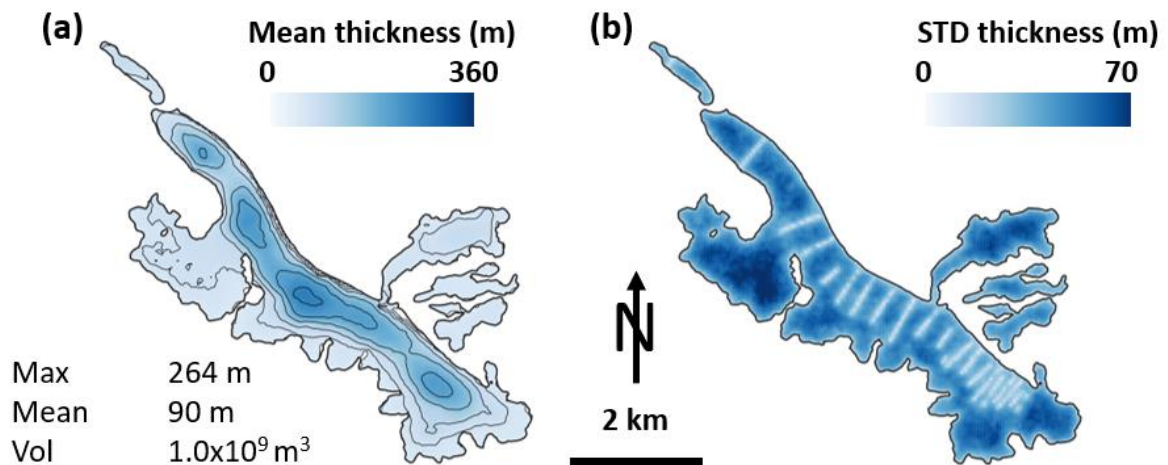 (a)
Mean thickness (m)
0 360
(b)
STD thickness (m)
0 70
Max 264 m
Mean 90 m
Vol 1.0x10⁹ m³
N
2 km